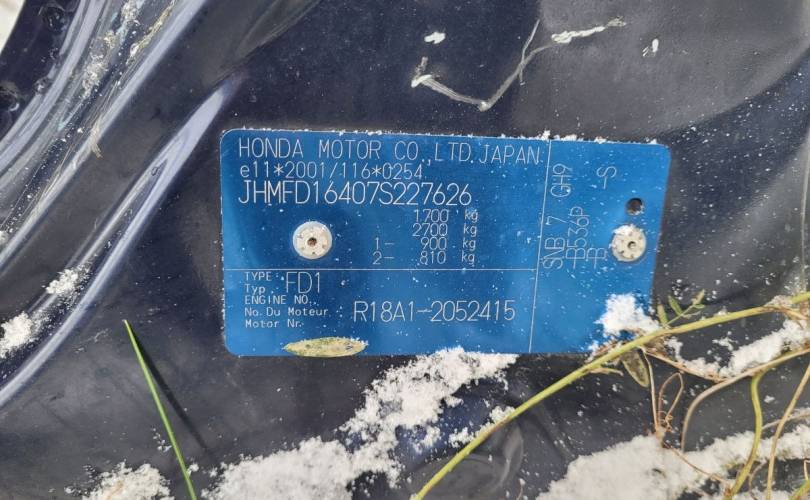 HONDA MOTOR CO.,LTD.JAPAN
e11*2001/116*0254
JHMFD16407S227626
1700 kg
2700 kg
1- 900 kg
2- 810 kg
TYPE:
Typ. FD1
ENGINE NO.
No. Du Moteur R18A1-2052415
Motor Nr.
SNB 7 GH9
B536P -S